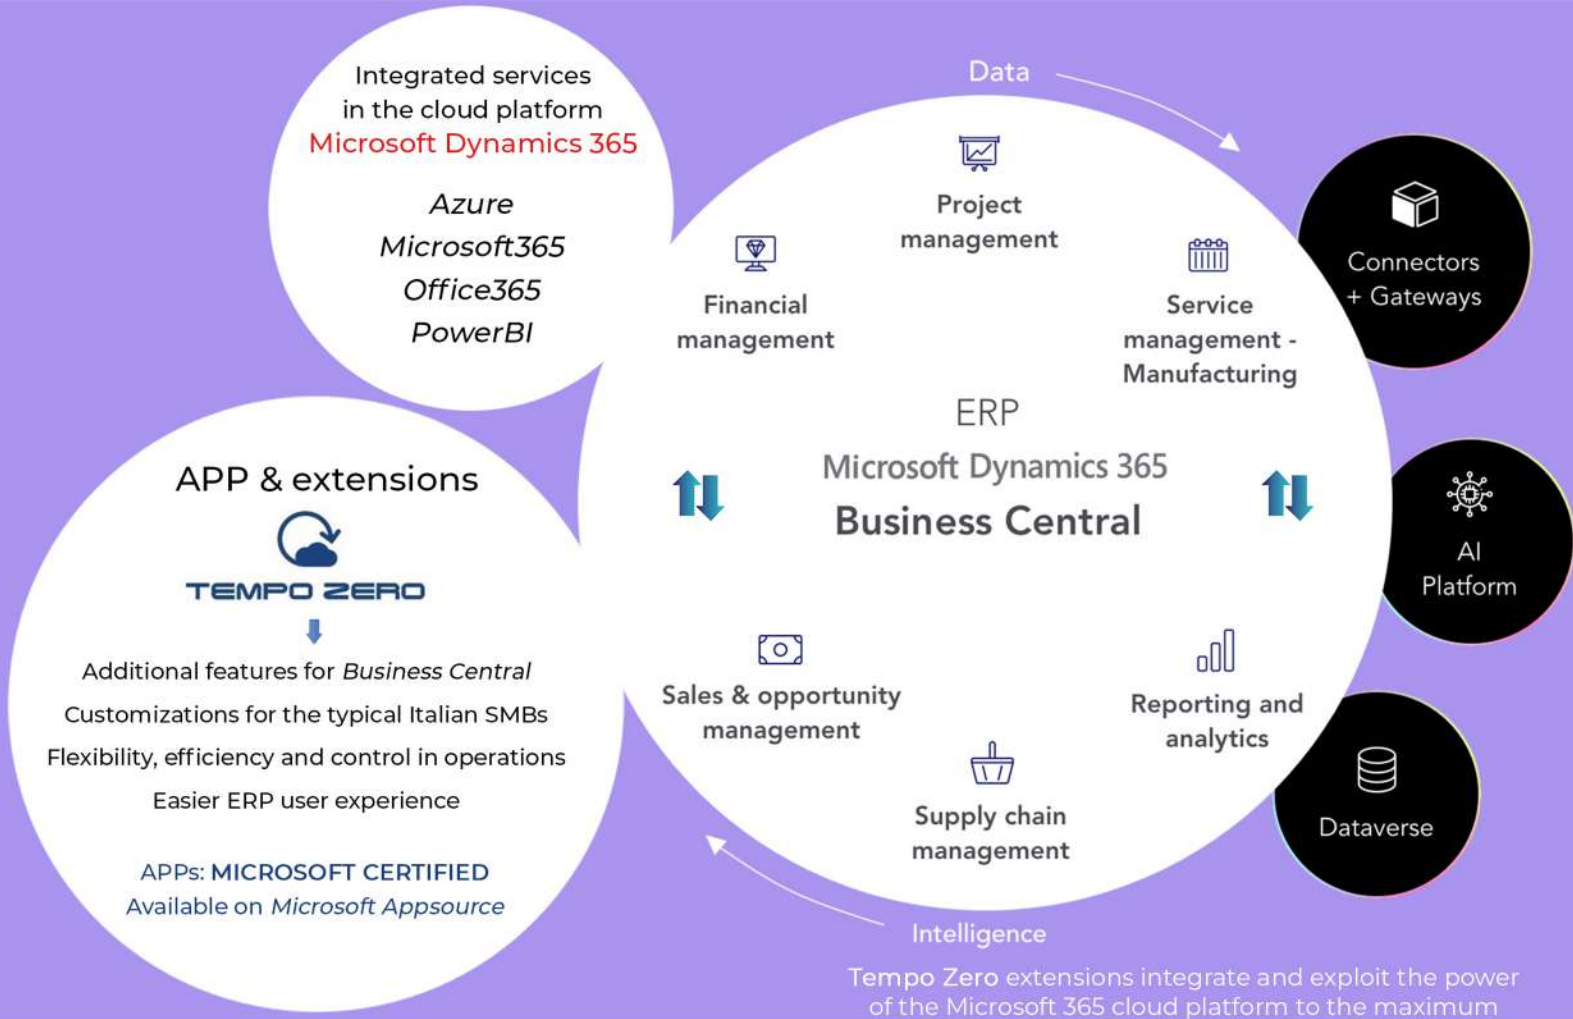 Integrated services
in the cloud platform
Microsoft Dynamics 365
Azure
Microsoft365
Office365
PowerBI
APP & extensions
TEMPO ZERO
Additional features for Business Central
Customizations for the typical Italian SMBs
Flexibility, efficiency and control in operations
Easier ERP user experience
APPs: MICROSOFT CERTIFIED
Available on Microsoft Appsource
Data
Project
management
Financial
management
Service
management -
Manufacturing
ERP
Microsoft Dynamics 365
Business Central
Sales & opportunity
management
Reporting and
analytics
Supply chain
management
Intelligence
Connectors
+ Gateways
AI
Platform
Dataverse
Tempo Zero extensions integrate and exploit the power
of the Microsoft 365 cloud platform to the maximum